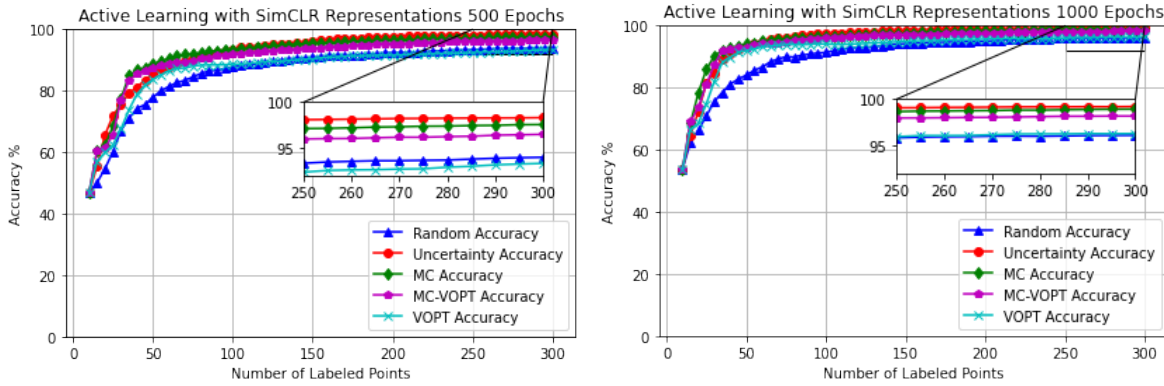 Active Learning with SimCLR Representations 500 Epochs
100
80
60
40
20
0
Accuracy %
0 50 100 150 200 250 300
Number of Labeled Points
100
95
250 260 270 280 290 300
Random Accuracy
Uncertainty Accuracy
MC Accuracy
MC-VOPT Accuracy
VOPT Accuracy
Active Learning with SimCLR Representations 1000 Epochs
100
80
60
40
20
0
Accuracy %
0 50 100 150 200 250 300
Number of Labeled Points
100
95
250 260 270 280 290 300
Random Accuracy
Uncertainty Accuracy
MC Accuracy
MC-VOPT Accuracy
VOPT Accuracy